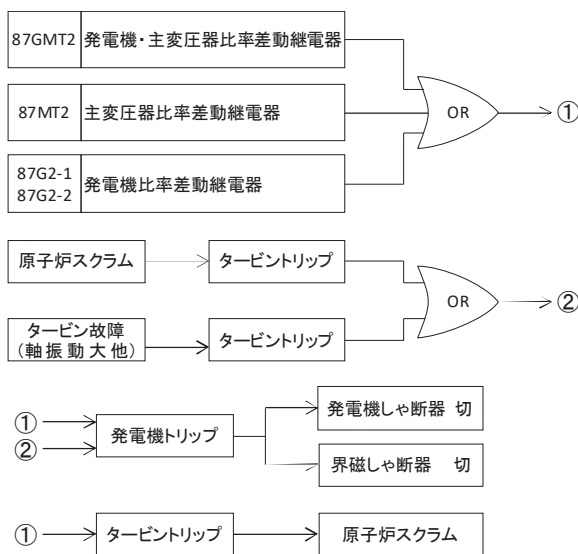 87GMT2 発電機・主変圧器比率差動継電器
87MT2 主変圧器比率差動継電器
OR
①
87G2-1
87G2-2
発電機比率差動継電器
原子炉スクラム
タービントリップ
OR
②
タービン故障
(軸振動大他)
タービントリップ
①
②
発電機トリップ
発電機しゃ断器 切
界磁しゃ断器 切
①
タービントリップ
原子炉スクラム